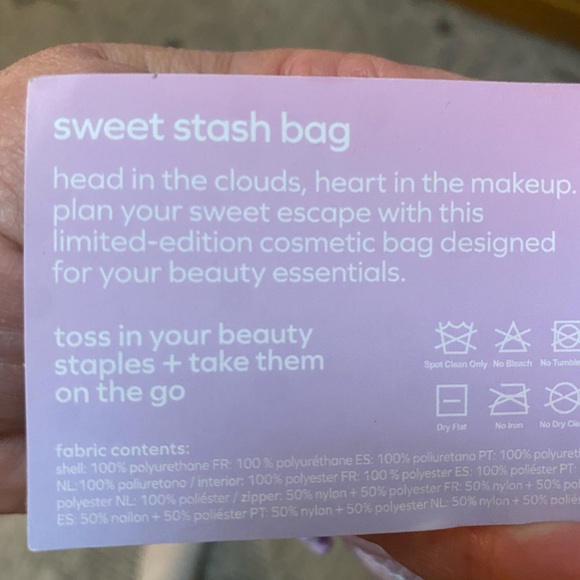 sweet stash bag
head in the clouds, heart in the makeup.
plan your sweet escape with this
limited-edition cosmetic bag designed
for your beauty essentials.
toss in your beauty
staples + take them
on the go
Spot Clean Only No Bleach No Tumble
Dry Flat No Iron No Dry
fabric contents:
shell: 100% polyurethane FR: 100 % polyuréthane ES: 100% poliuretano PT: 100%
NL: 100% poliuretano / interior: 100% polyester FR: 100 % polyester ES: 100% poliéster PT:
polyester NL: 100% poliéster / zipper: 50% nylon + 50% polyester FR: 50% nylon + 50%
ES: 50% nailon + 50% poliéster PT: 50% nylon + 50% poliéster NL: 50% nylon + 50%